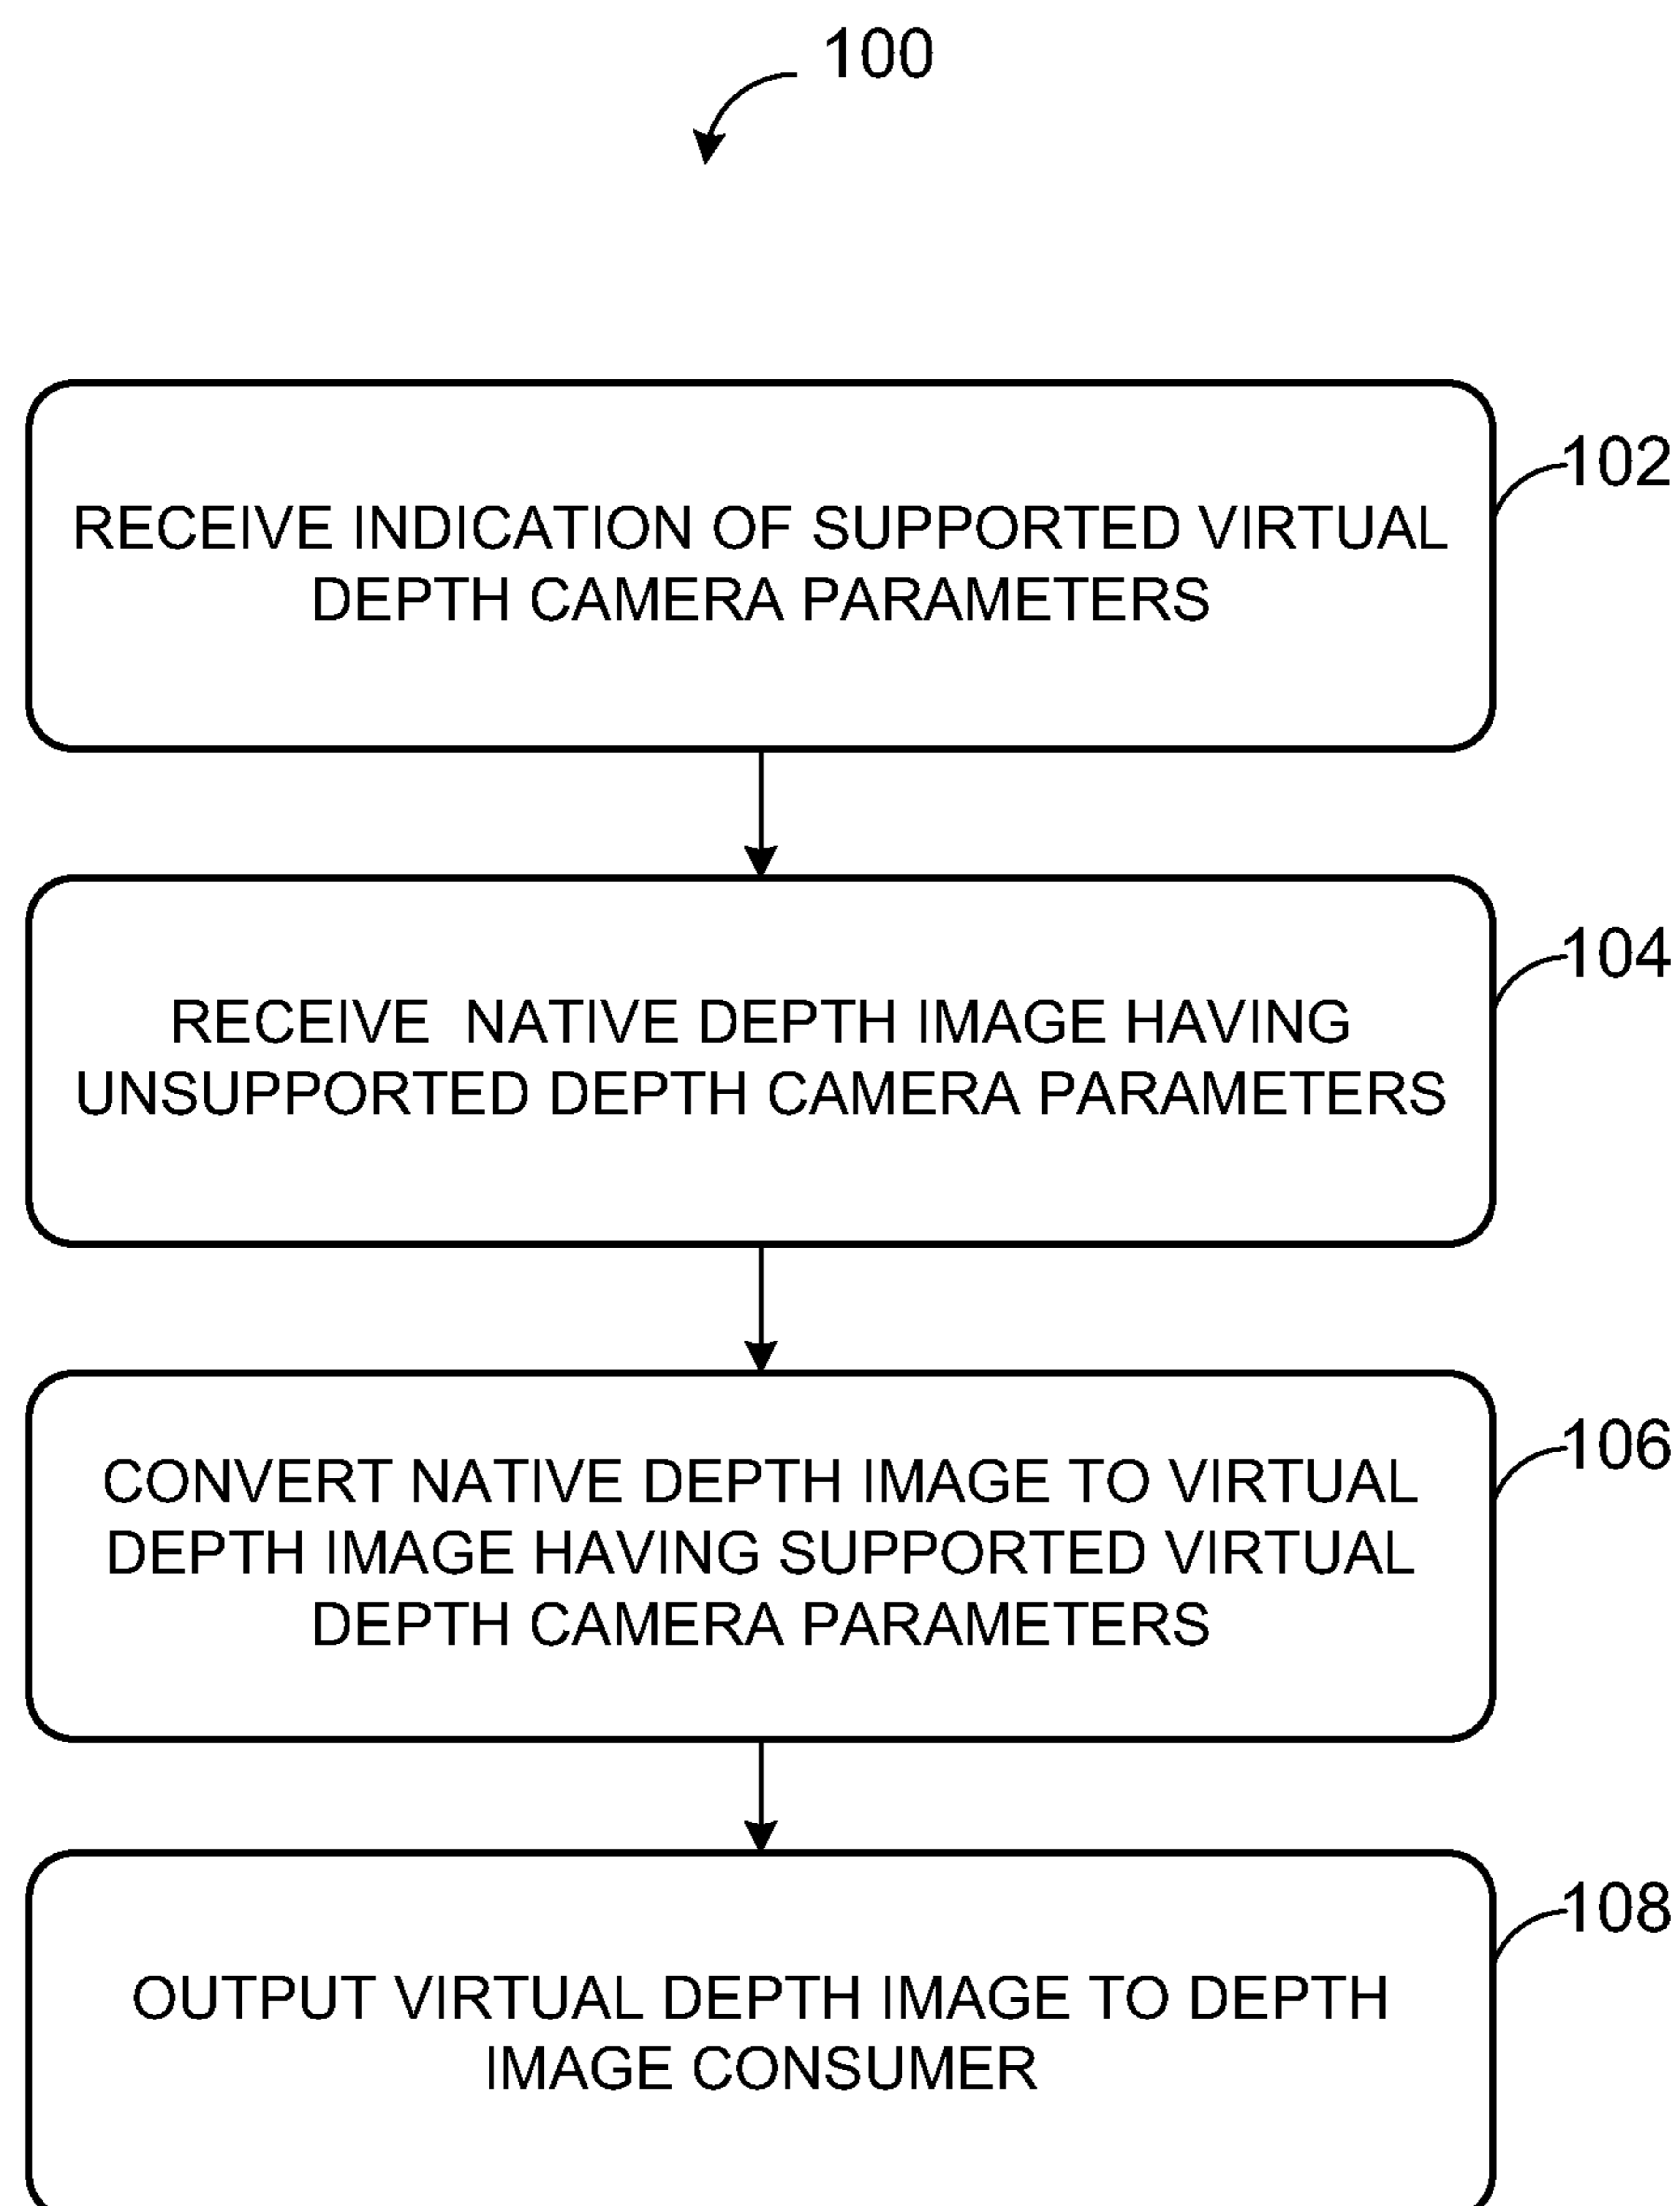 100
RECEIVE INDICATION OF SUPPORTED VIRTUAL
DEPTH CAMERA PARAMETERS
102
RECEIVE NATIVE DEPTH IMAGE HAVING
UNSUPPORTED DEPTH CAMERA PARAMETERS
104
CONVERT NATIVE DEPTH IMAGE TO VIRTUAL
DEPTH IMAGE HAVING SUPPORTED VIRTUAL
DEPTH CAMERA PARAMETERS
106
OUTPUT VIRTUAL DEPTH IMAGE TO DEPTH
IMAGE CONSUMER
108